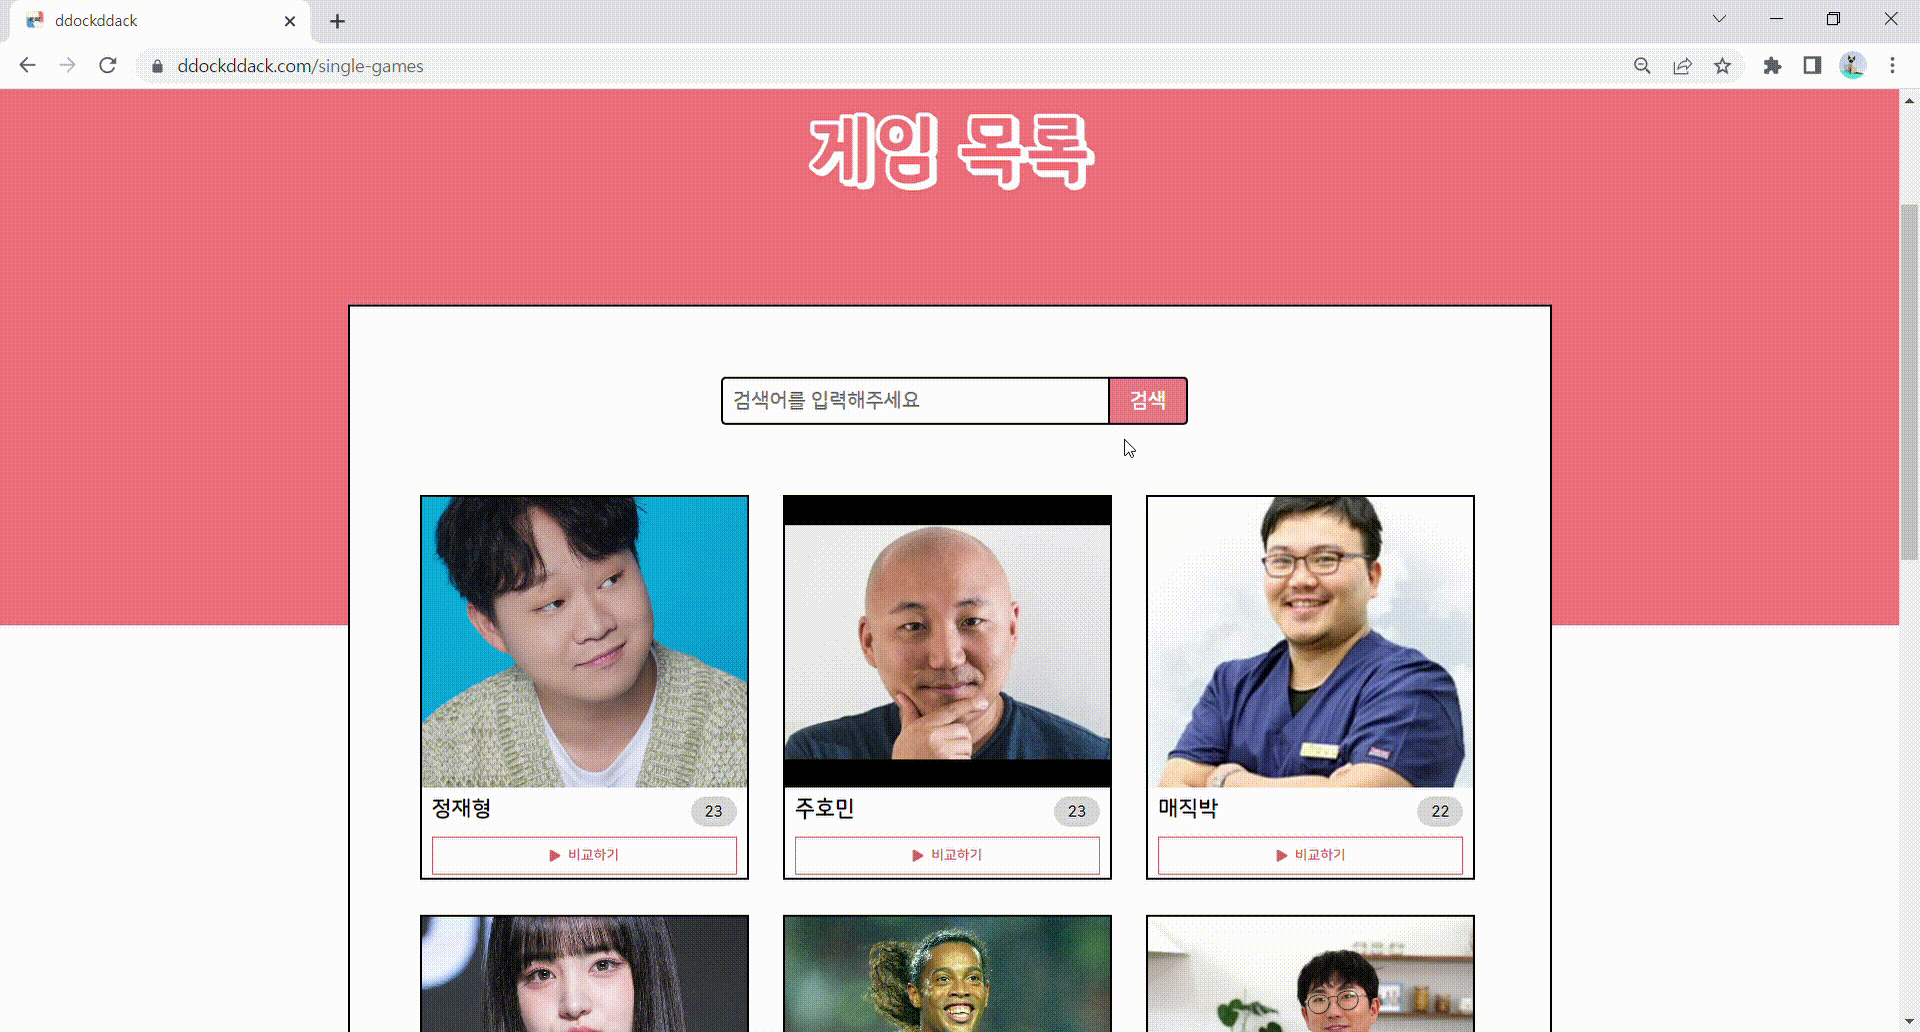 ddockddack
ddockddack.com/single-games
게임 목록
검색어를 입력해주세요 검색
정재형 23
▶ 비교하기
주호민 23
▶ 비교하기
매직박 22
▶ 비교하기